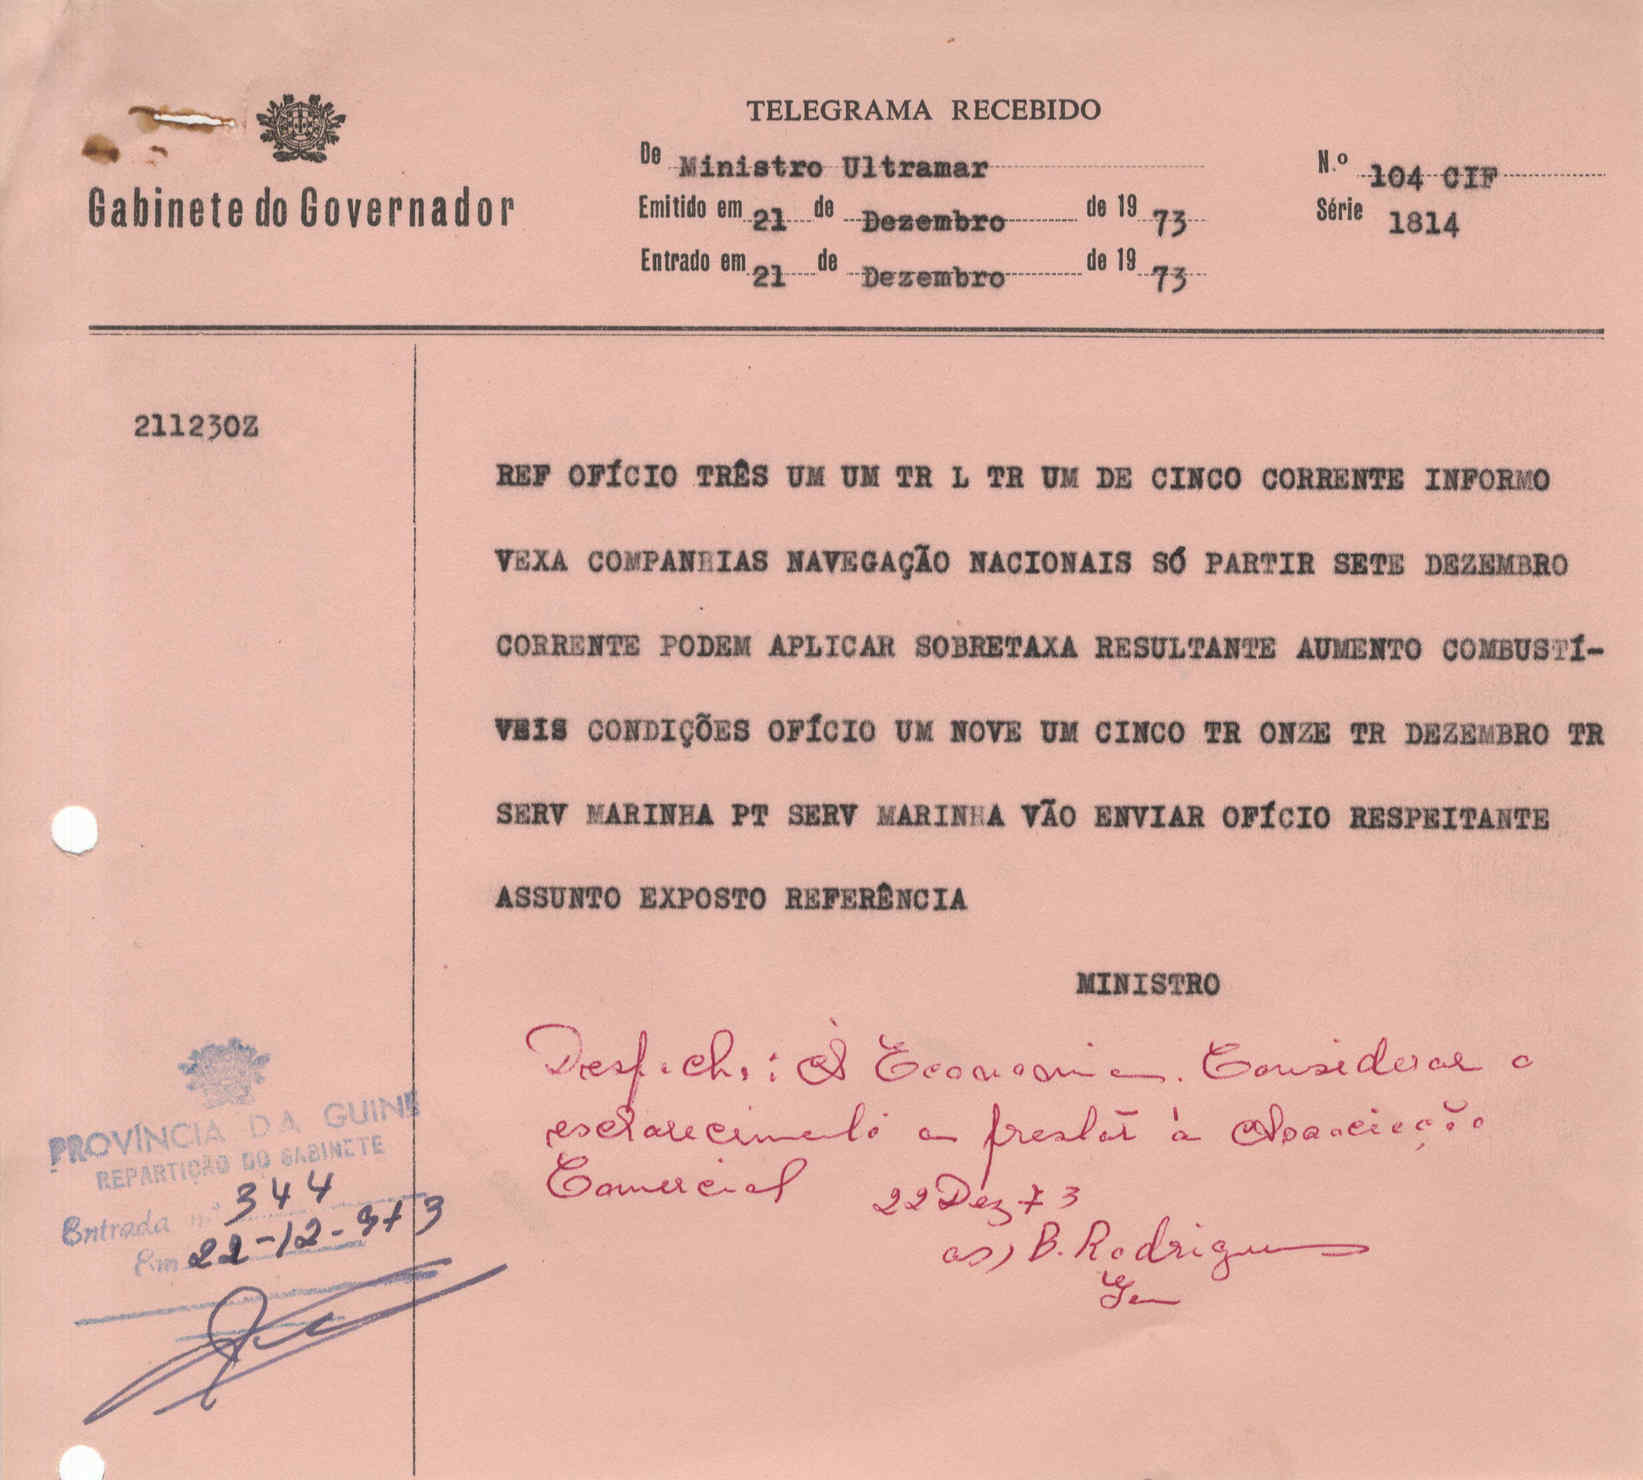 TELEGRAMA RECEBIDO
Gabinete do Governador
De Ministro Ultramar
Emitido em 21 de Dezembro de 19 73
Entrado em 21 de Dezembro de 19 73
N.º 104 CIF
Série 1814
211230Z
REF OFÍCIO TRÊS UM UM TR L TR UM DE CINCO CORRENTE INFORMO
VEXA COMPANHIAS NAVEGAÇÃO NACIONAIS SÓ PARTIR SETE DEZEMBRO
CORRENTE PODEM APLICAR SOBRETAXA RESULTANTE AUMENTO COMBUSTÍ-
VEIS CONDIÇÕES OFÍCIO UM NOVE UM CINCO TR ONZE TR DEZEMBRO TR
SERV MARINHA PT SERV MARINHA VÃO ENVIAR OFÍCIO RESPEITANTE
ASSUNTO EXPOSTO REFERÊNCIA
MINISTRO
Despacho: À Economia. Considerar o
esclarecimento a prestar à Associação
Comercial 22 Dez 73
as) B. Rodrigues
PROVÍNCIA DA GUINÉ
REPARTIÇÃO DO GABINETE
Entrada n.º 344
Em 22-12-973